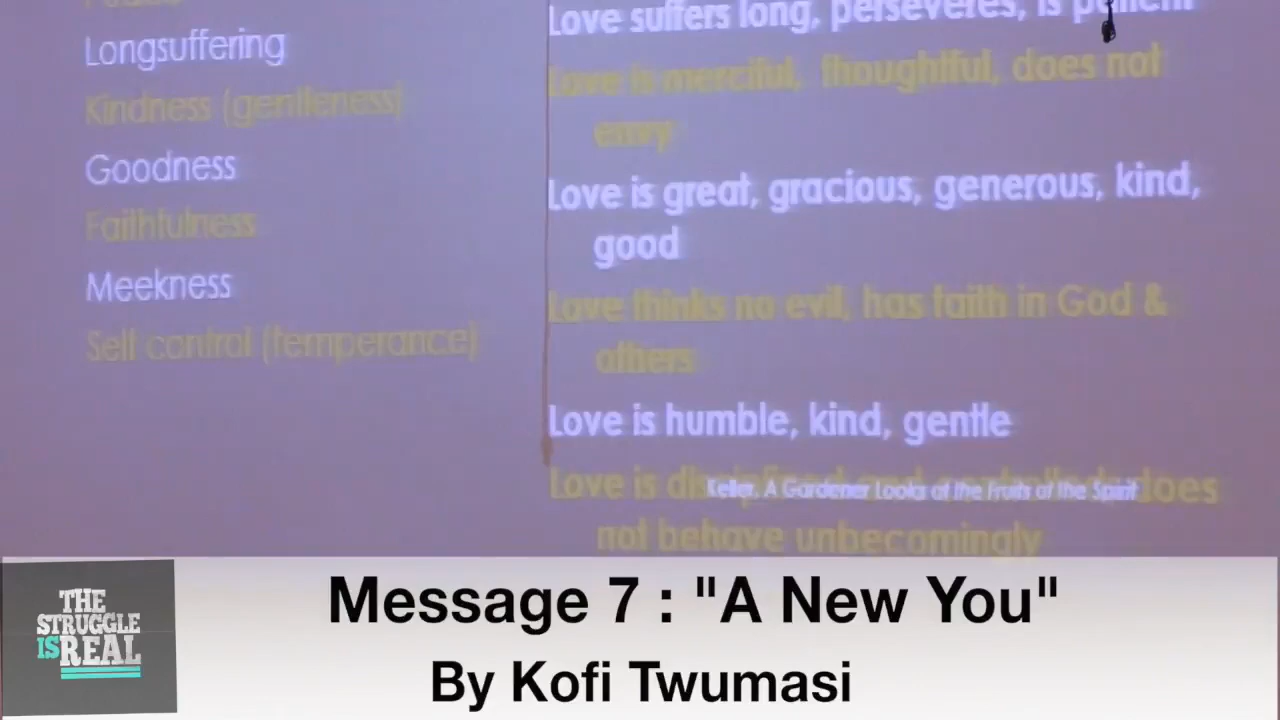 Longsuffering
Kindness (gentleness)
Goodness
Faithfulness
Meekness
Self control (temperance)
Love suffers long, perseveres, is patient
Love is merciful, thoughtful, does not
envy
Love is great, gracious, generous, kind,
good
Love thinks no evil, has faith in God &
others
Love is humble, kind, gentle
Love is does
not behave unbecomingly
Keller, A Gardener Looks at the Fruits of the Spirit
THE
STRUGGLE
IS REAL
Message 7 : "A New You"
By Kofi Twumasi